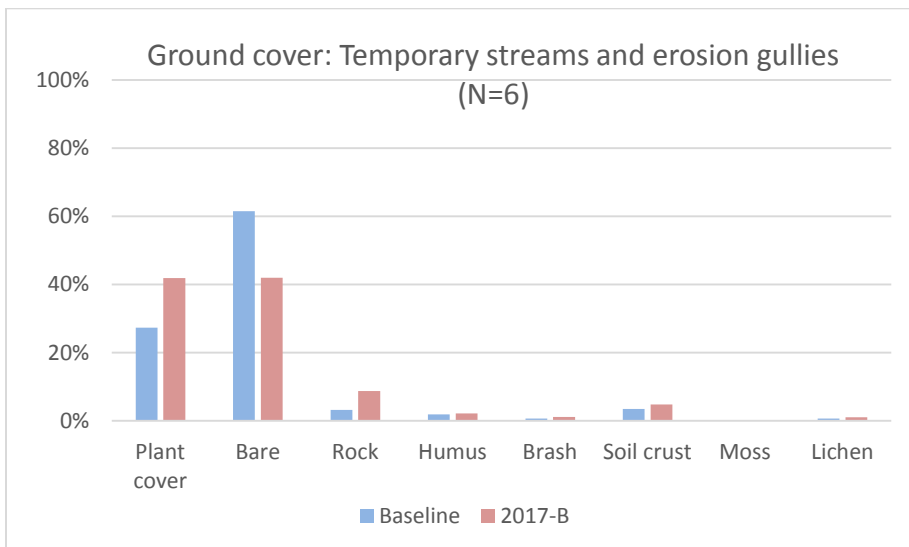 Ground cover: Temporary streams and erosion gullies
(N=6)
100%
80%
60%
40%
20%
0%
Plant cover
Bare
Rock
Humus
Brash
Soil crust
Moss
Lichen
Baseline
2017-B